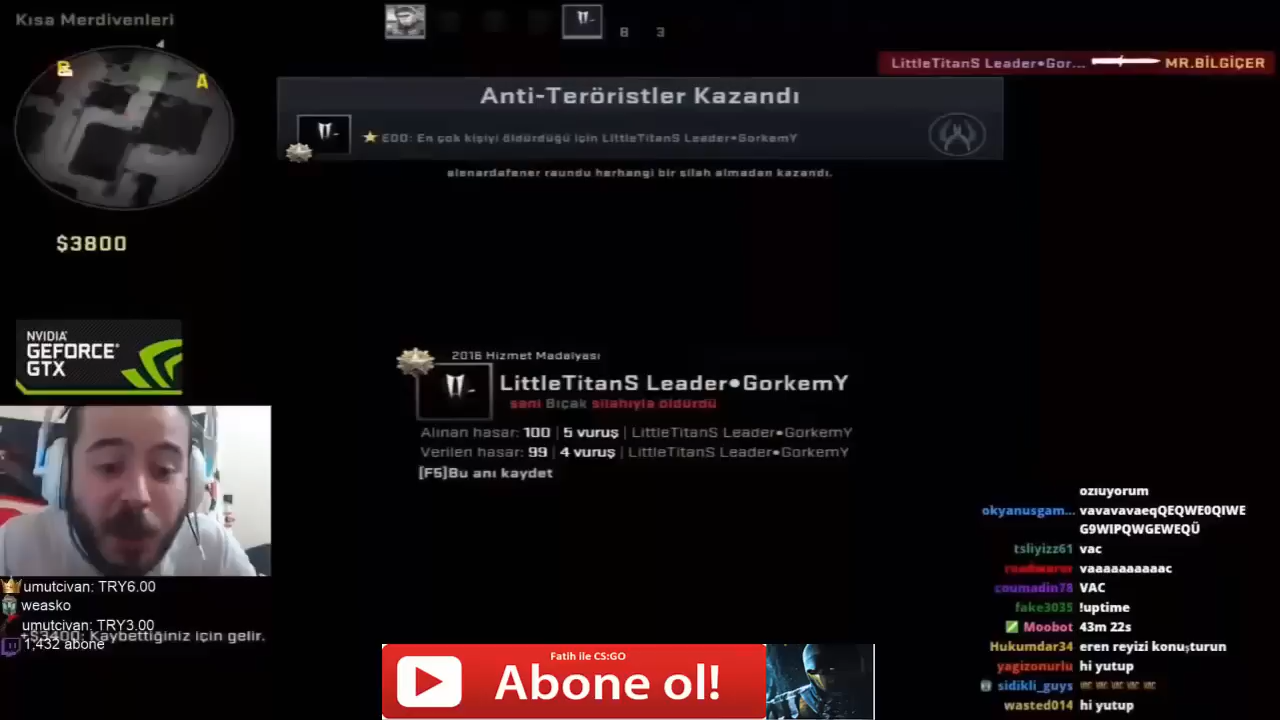 Kısa Merdivenleri
8 3
LittleTitanS Leader•Gor... MR.BİLGİÇER
Anti-Teröristler Kazandı
EDD: En çok kişiyi öldürdüğü için LittleTitanS Leader•GorkemY
alenardafener raundu herhangi bir silah almadan kazandı.
B
A
$3800
NVIDIA
GEFORCE
GTX
2016 Hizmet Madalyası
LittleTitanS Leader•GorkemY
seni Bıçak silahıyla öldürdü
Alınan hasar: 100 | 5 vuruş | LittleTitanS Leader•GorkemY
Verilen hasar: 99 | 4 vuruş | LittleTitanS Leader•GorkemY
[F5]Bu anı kaydet
umutcivan: TRY6.00
weasko
umutcivan: TRY3.00
+$3400: Kaybettiğiniz için gelir.
1,432 abone
Fatih ile CS:GO
Abone ol!
ozluyorum
okyanusgam... vavavavaeqQEQWE0QIWE
G9WIPQWGEWEQÜ
tsliyizz61 vac
vaaaaaaaaaac
coumadin78 VAC
fake3035 !uptime
Moobot 43m 22s
Hukumdar34 eren reyizi konuşturun
yagizonurlu hi yutup
sidikli_guys
wasted014 hi yutup